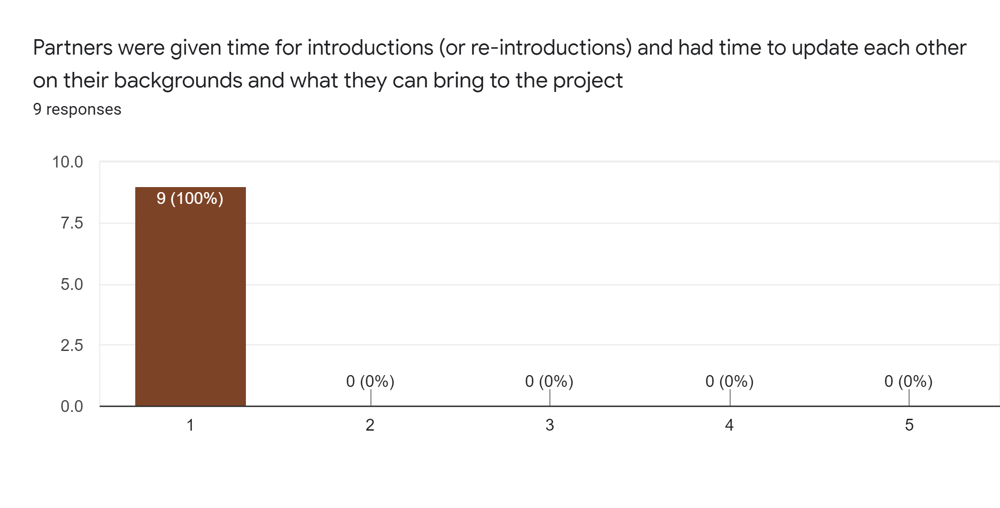 Partners were given time for introductions (or re-introductions) and had time to update each other
on their backgrounds and what they can bring to the project
9 responses
10.0
9 (100%)
7.5
5.0
2.5
0 (0%) 0 (0%) 0 (0%) 0 (0%)
0.0
1 2 3 4 5